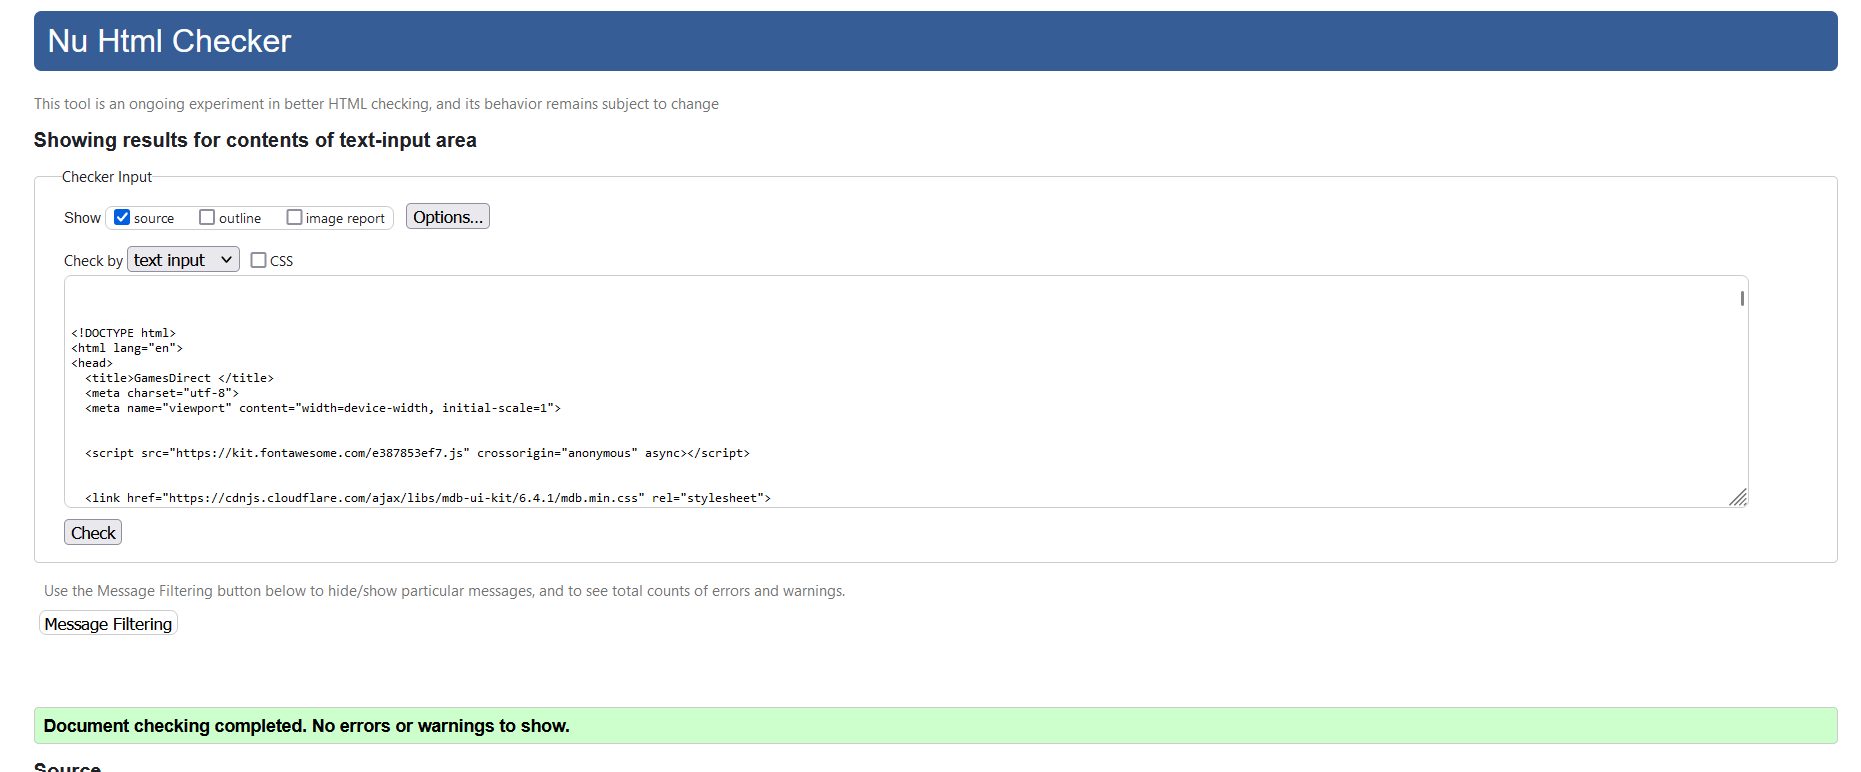 Nu Html Checker
This tool is an ongoing experiment in better HTML checking, and its behavior remains subject to change
Showing results for contents of text-input area
Checker Input
Show source outline image report Options...
Check by text input CSS
<!DOCTYPE html>
<html lang="en">
<head>
<title>GamesDirect </title>
<meta charset="utf-8">
<meta name="viewport" content="width=device-width, initial-scale=1">
<script src="https://kit.fontawesome.com/e387853ef7.js" crossorigin="anonymous" async></script>
<link href="https://cdnjs.cloudflare.com/ajax/libs/mdb-ui-kit/6.4.1/mdb.min.css" rel="stylesheet">
Check
Use the Message Filtering button below to hide/show particular messages, and to see total counts of errors and warnings.
Message Filtering
Document checking completed. No errors or warnings to show.
Source